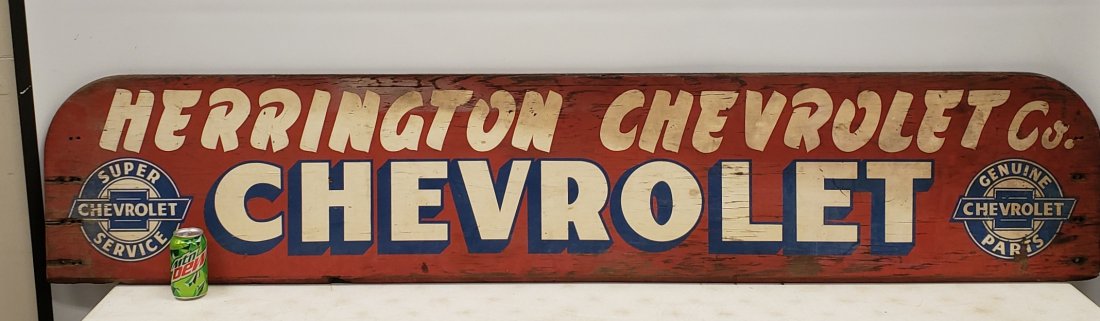 HERRINGTON CHEVROLET Co.
CHEVROLET
SUPER
CHEVROLET
SERVICE
GENUINE
CHEVROLET
PARTS
MTN
DEW